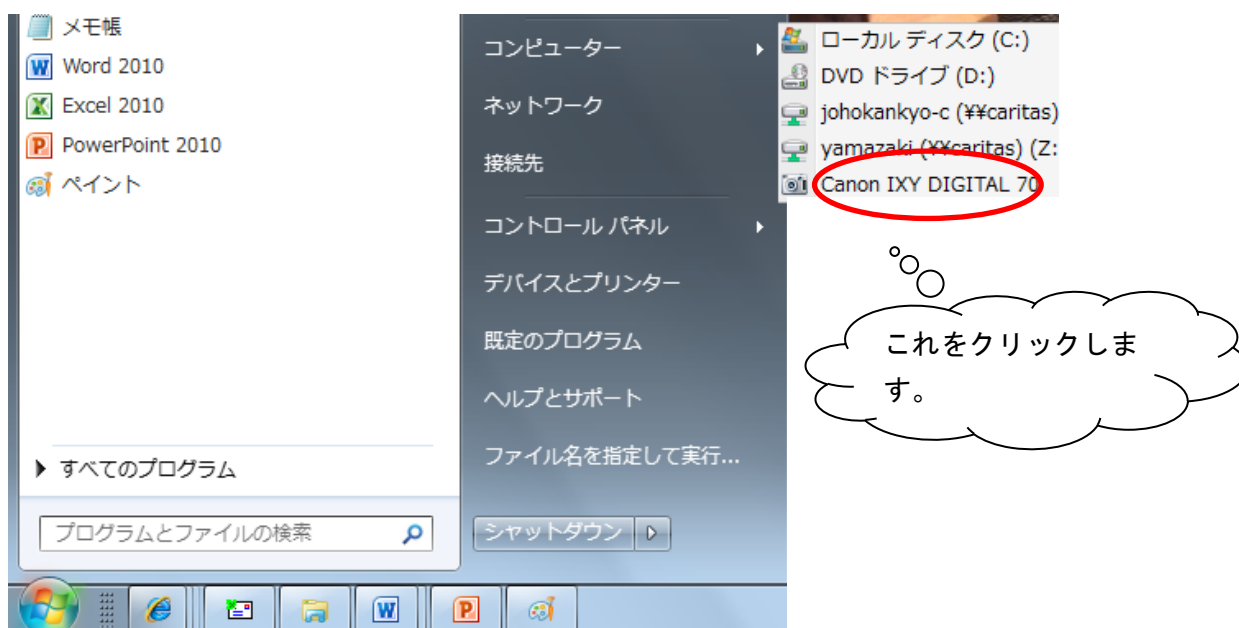 メモ帳
Word 2010
Excel 2010
PowerPoint 2010
ペイント
すべてのプログラム
プログラムとファイルの検索
コンピューター
ネットワーク
接続先
コントロール パネル
デバイスとプリンター
既定のプログラム
ヘルプとサポート
ファイル名を指定して実行...
シャットダウン
ローカル ディスク (C:)
DVD ドライブ (D:)
johokankyo-c (¥¥caritas)
yamazaki (¥¥caritas) (Z:
Canon IXY DIGITAL 70
これをクリックしま
す。